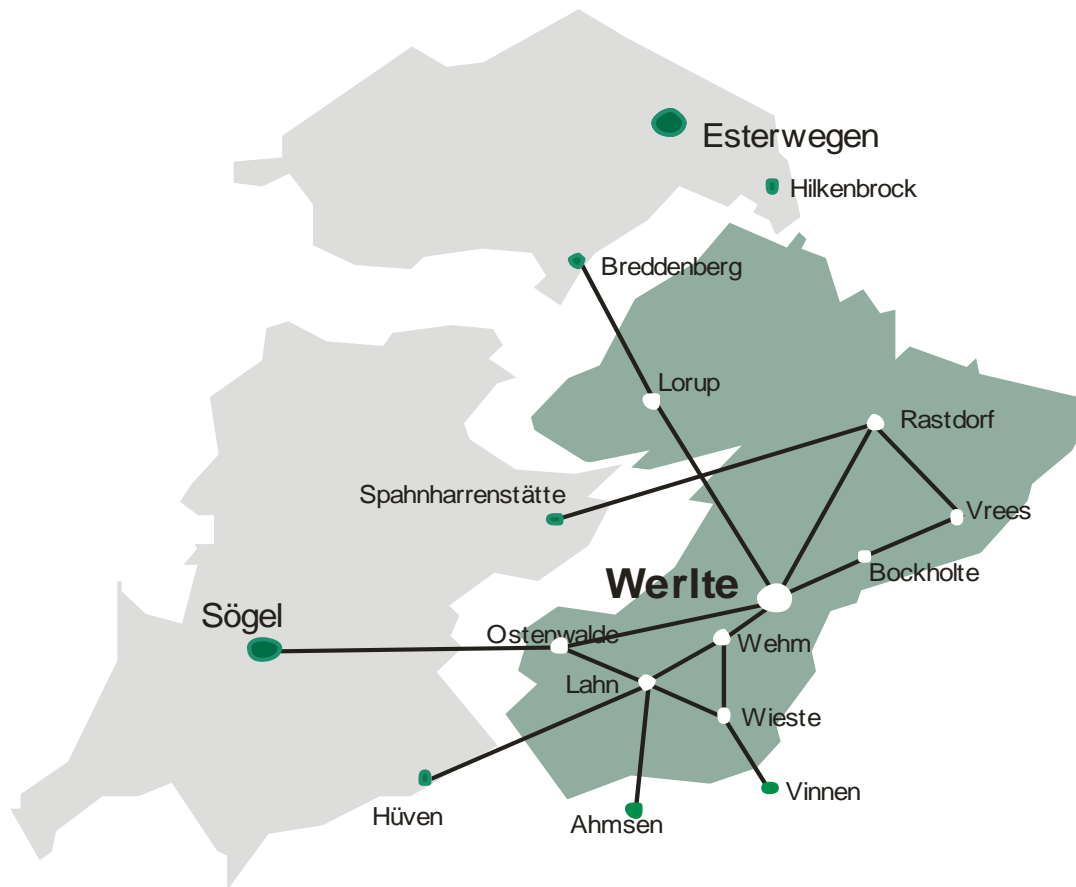 Esterwegen
Hilkenbrock
Breddenberg
Lorup
Rastdorf
Spahnharrenstätte
Vrees
Bockholte
Werlte
Sögel
Ostenwalde
Wehm
Lahn
Wieste
Vinnen
Hüven
Ahmsen